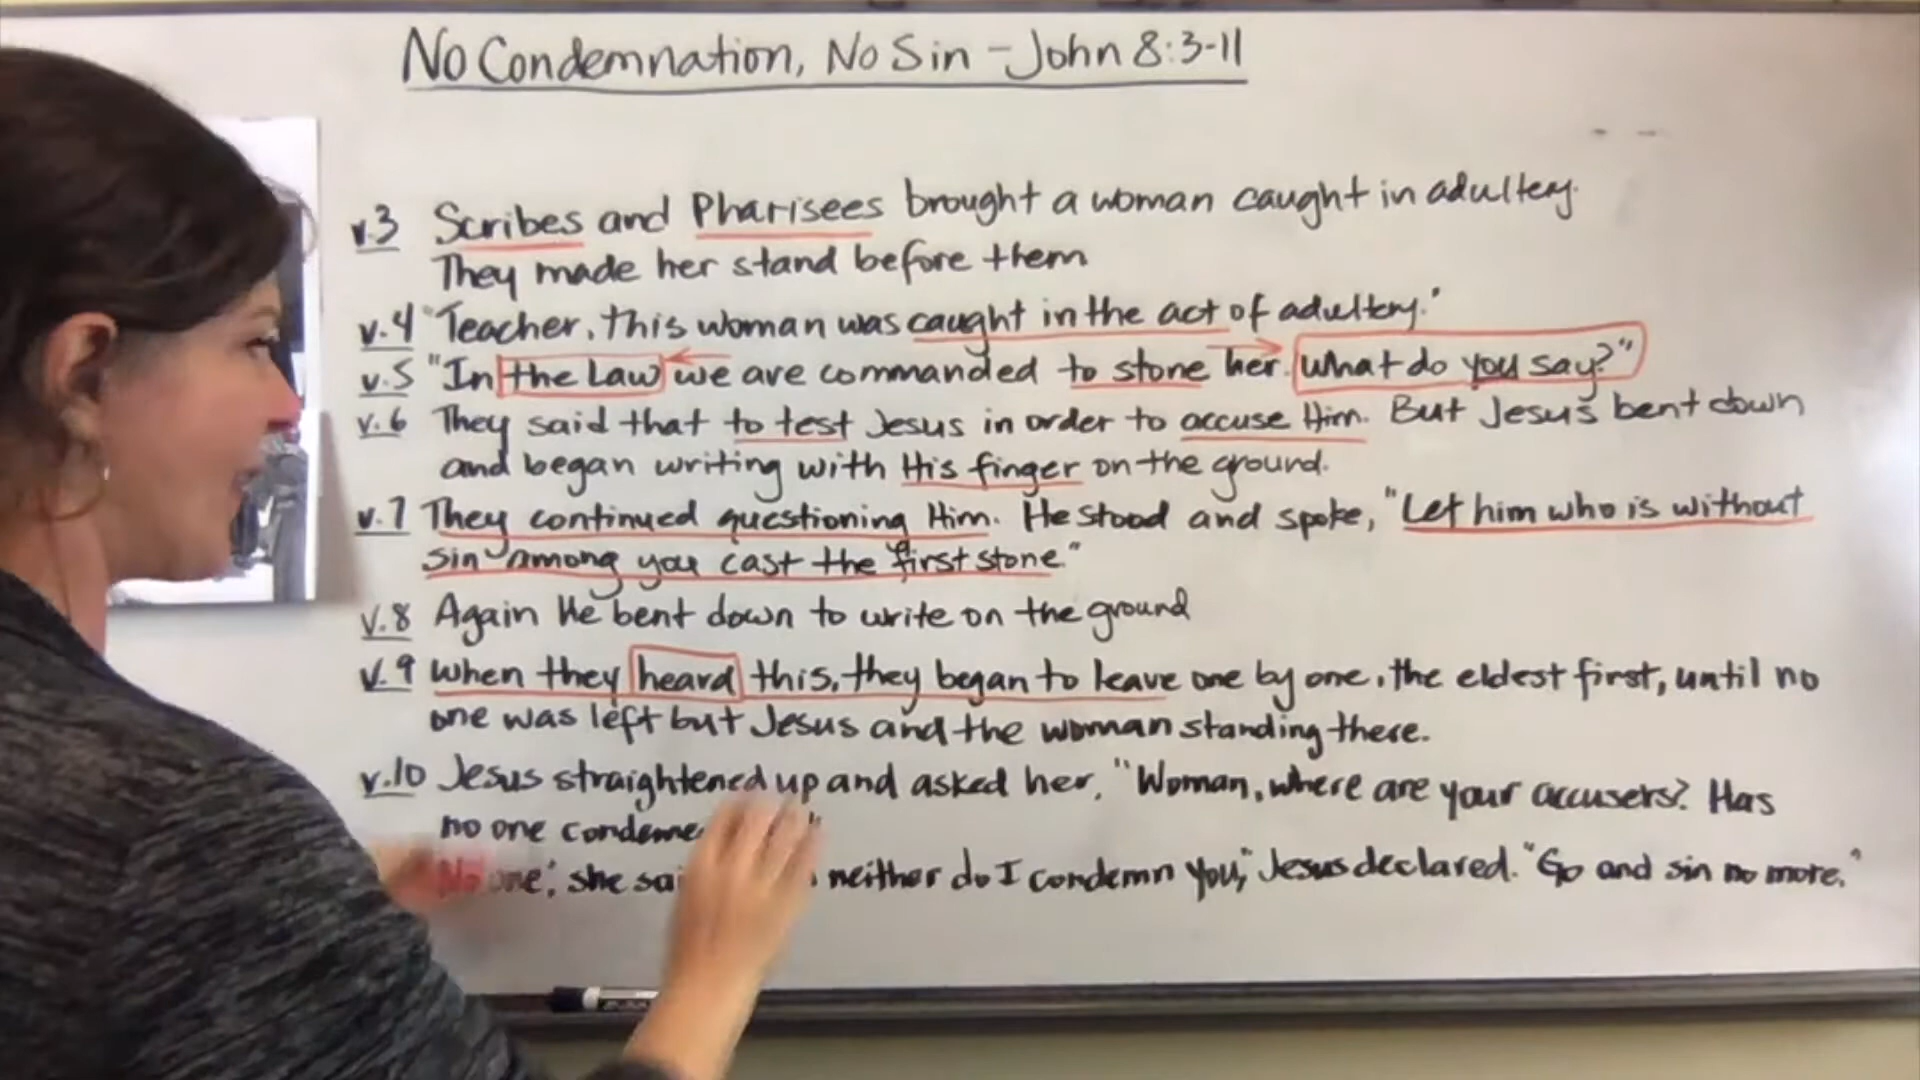 No Condemnation, No Sin - John 8:3-11
v.3 Scribes and Pharisees brought a woman caught in adultery.
They made her stand before them
v.4 "Teacher, this woman was caught in the act of adultery."
v.5 "In the Law we are commanded to stone her. What do you say?"
v.6 They said that to test Jesus in order to accuse Him. But Jesus bent down
and began writing with His finger on the ground.
v.7 They continued questioning Him. He stood and spoke, "Let him who is without
sin among you cast the first stone."
v.8 Again He bent down to write on the ground
v.9 When they heard this, they began to leave one by one, the eldest first, until no
one was left but Jesus and the woman standing there.
v.10 Jesus straightened up and asked her, "Woman, where are your accusers? Has
no one
No one", she neither do I condemn you," Jesus declared. "Go and sin no more."